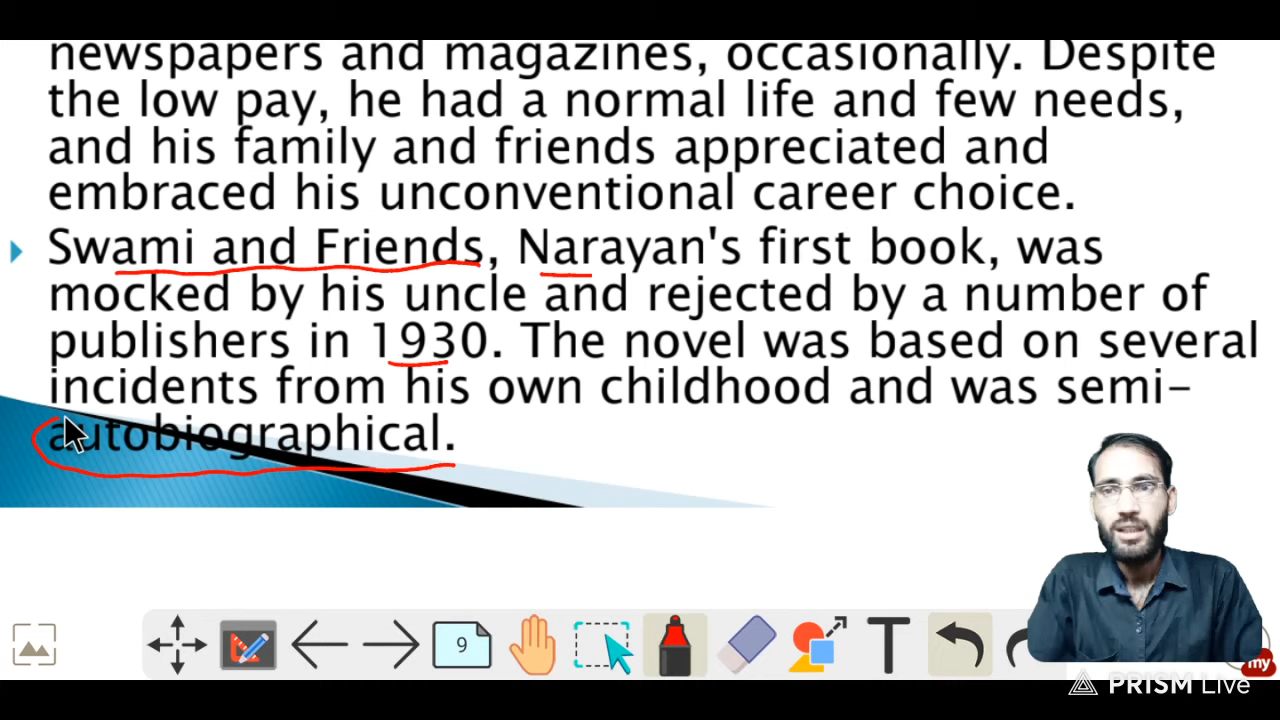 newspapers and magazines, occasionally. Despite
the low pay, he had a normal life and few needs,
and his family and friends appreciated and
embraced his unconventional career choice.
Swami and Friends, Narayan's first book, was
mocked by his uncle and rejected by a number of
publishers in 1930. The novel was based on several
incidents from his own childhood and was semi-
autobiographical.
9
T
my
PRISM Live